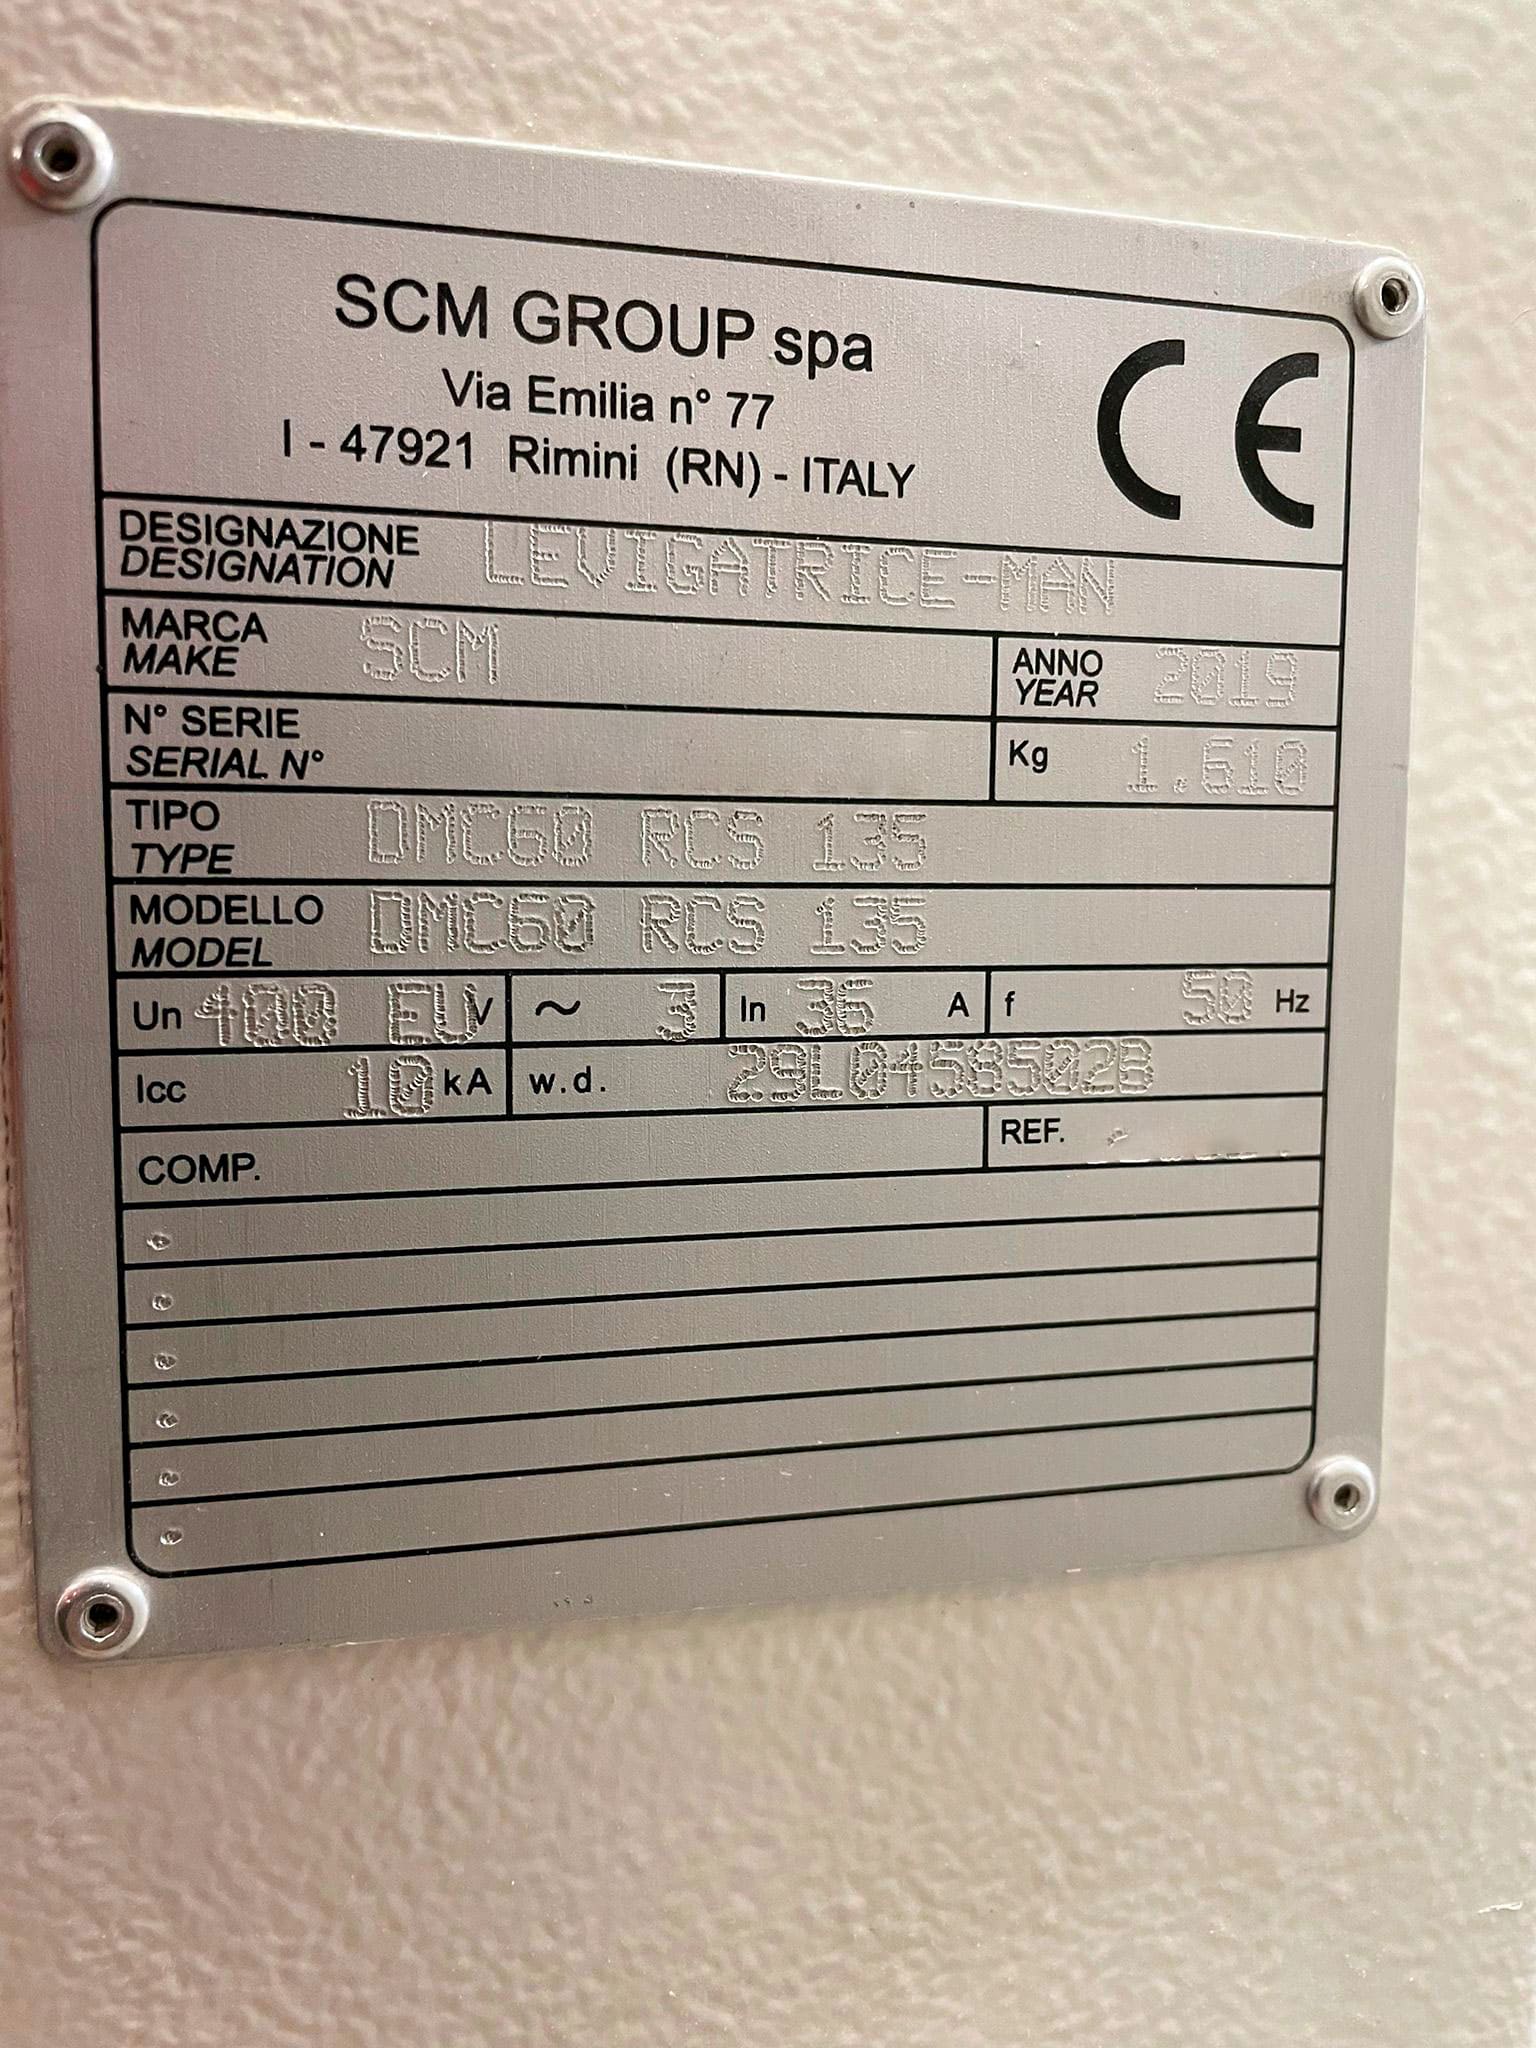 SCM GROUP spa
Via Emilia n° 77
I - 47921 Rimini (RN) - ITALY
CE
DESIGNAZIONE LEVIGATRICE-MAN
DESIGNATION
MARCA SCM
MAKE
ANNO 2019
YEAR
N° SERIE
SERIAL N°
Kg 1.610
TIPO DMC60 RCS 135
TYPE
MODELLO DMC60 RCS 135
MODEL
Un 400 EU V ~ 3 In 36 A f 50 Hz
Icc 10 kA w.d. 29L0458502B
COMP. REF.